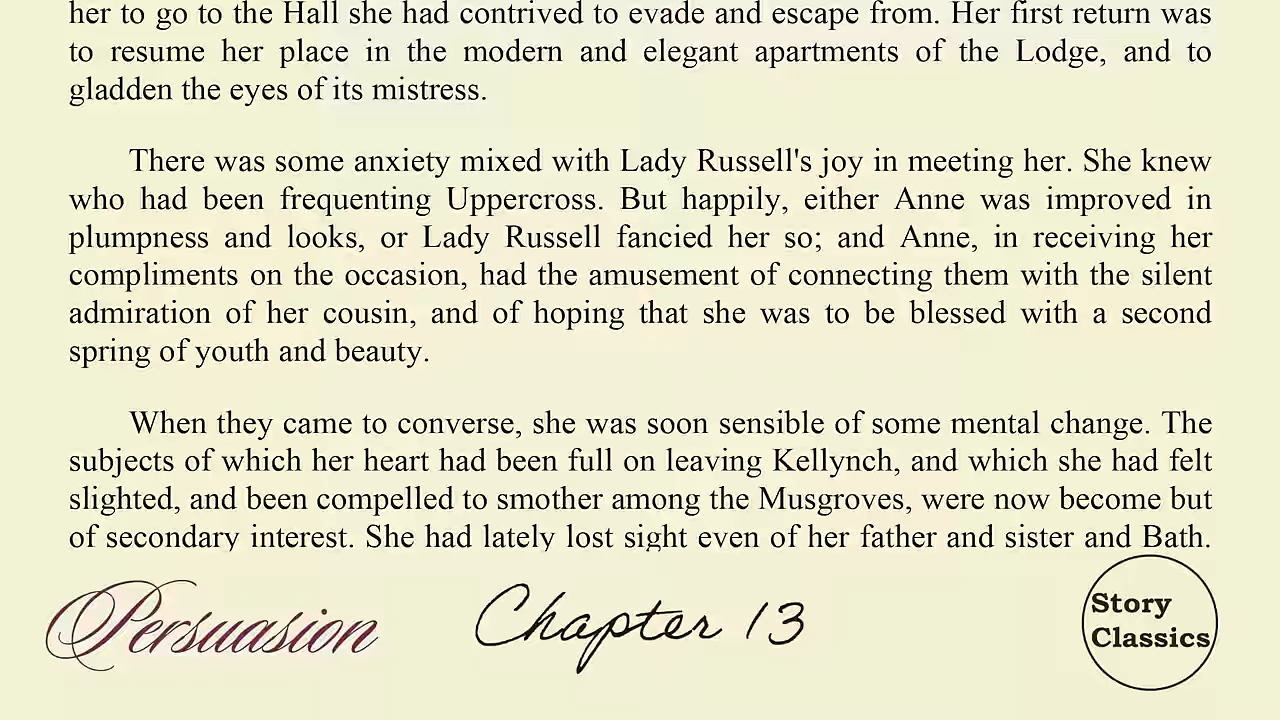 her to go to the Hall she had contrived to evade and escape from. Her first return was
to resume her place in the modern and elegant apartments of the Lodge, and to
gladden the eyes of its mistress.
There was some anxiety mixed with Lady Russell's joy in meeting her. She knew
who had been frequenting Uppercross. But happily, either Anne was improved in
plumpness and looks, or Lady Russell fancied her so; and Anne, in receiving her
compliments on the occasion, had the amusement of connecting them with the silent
admiration of her cousin, and of hoping that she was to be blessed with a second
spring of youth and beauty.
When they came to converse, she was soon sensible of some mental change. The
subjects of which her heart had been full on leaving Kellynch, and which she had felt
slighted, and been compelled to smother among the Musgroves, were now become but
of secondary interest. She had lately lost sight even of her father and sister and Bath.
Persuasion
Chapter 13
Story
Classics